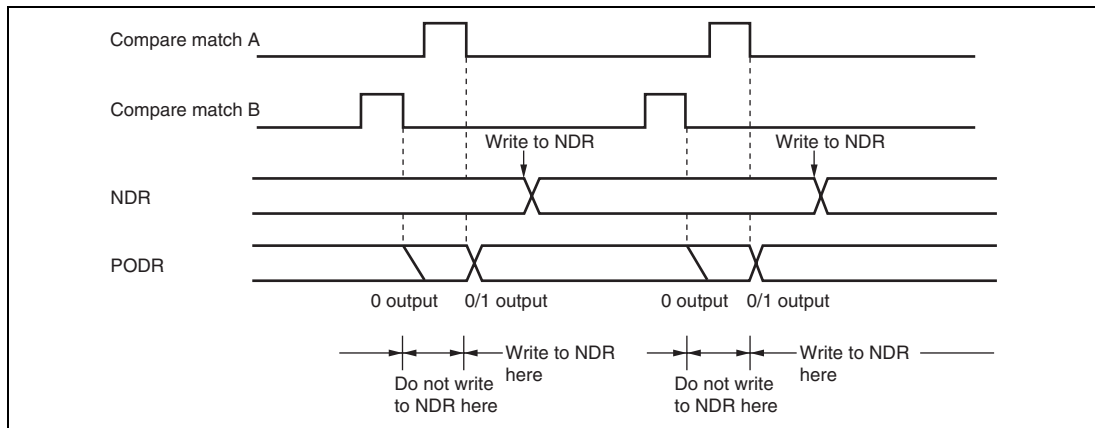 Compare match A
Compare match B
Write to NDR
Write to NDR
NDR
PODR
0 output
0/1 output
0 output
0/1 output
Write to NDR
here
Do not write
to NDR here
Write to NDR
here
Do not write
to NDR here